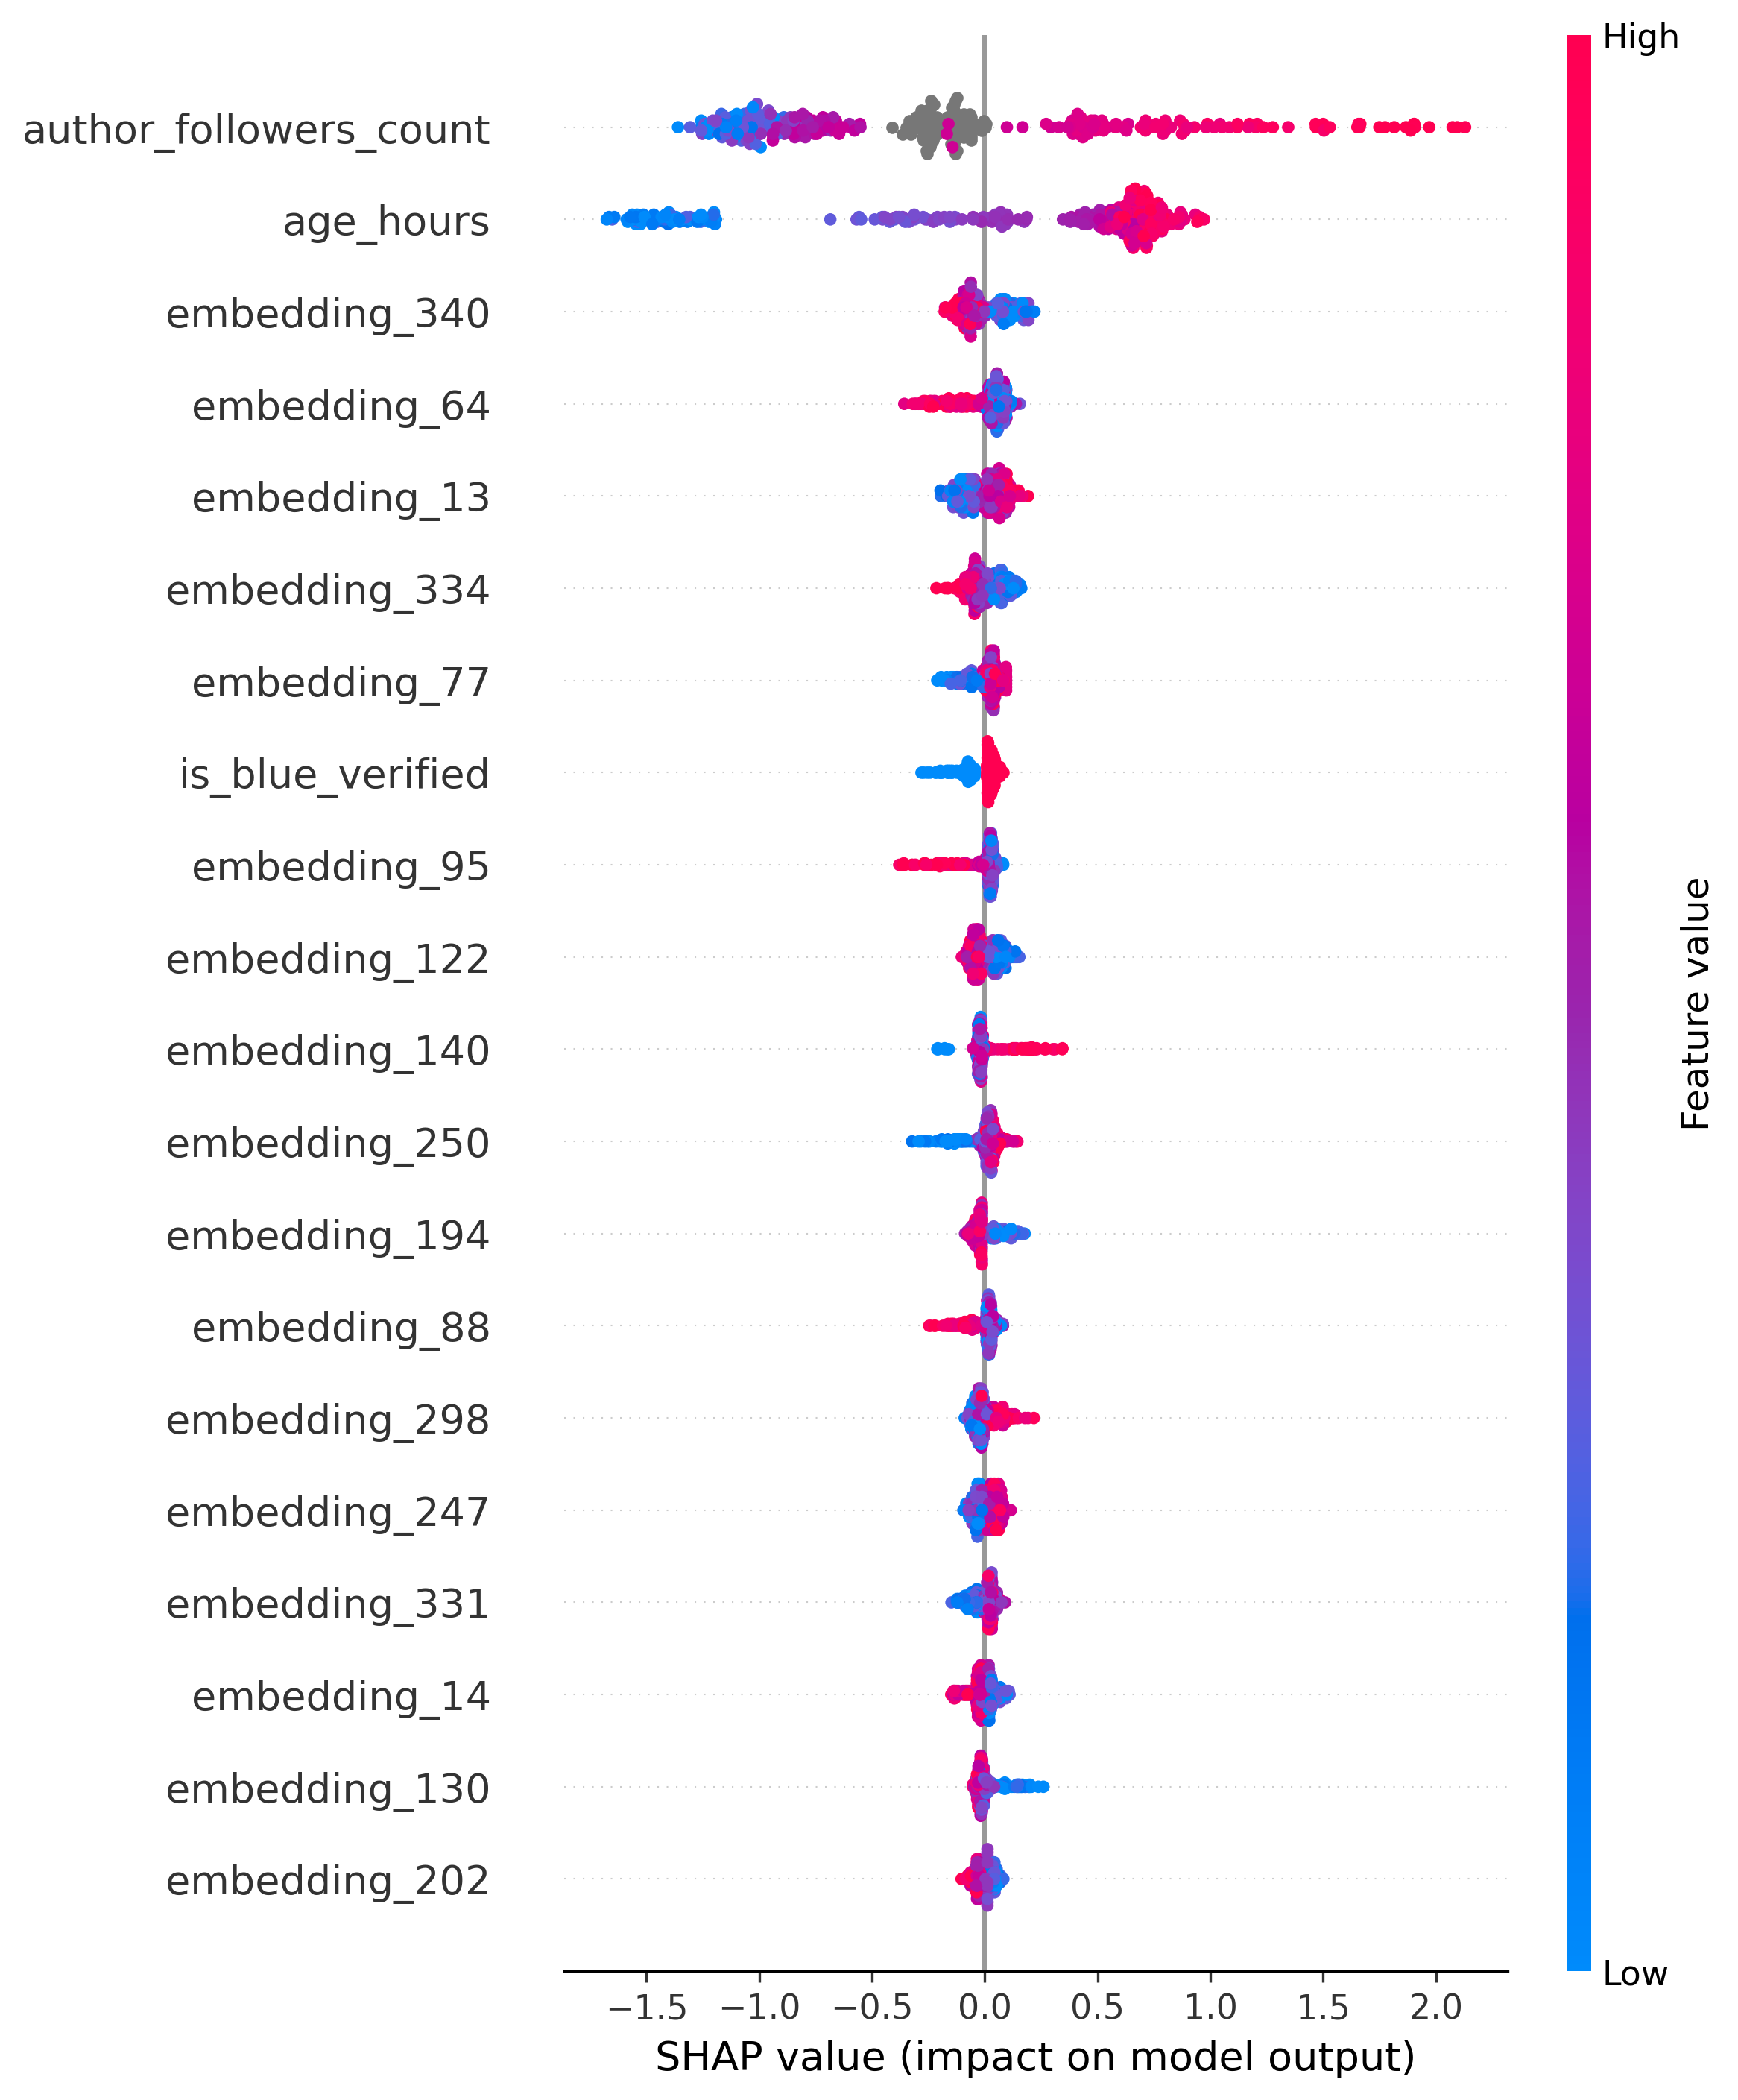 High
author_followers_count
age_hours
embedding_340
embedding_64
embedding_13
embedding_334
embedding_77
is_blue_verified
embedding_95
embedding_122
embedding_140
embedding_250
embedding_194
embedding_88
embedding_298
embedding_247
embedding_331
embedding_14
embedding_130
embedding_202
Feature value
Low
−1.5 −1.0 −0.5 0.0 0.5 1.0 1.5 2.0
SHAP value (impact on model output)